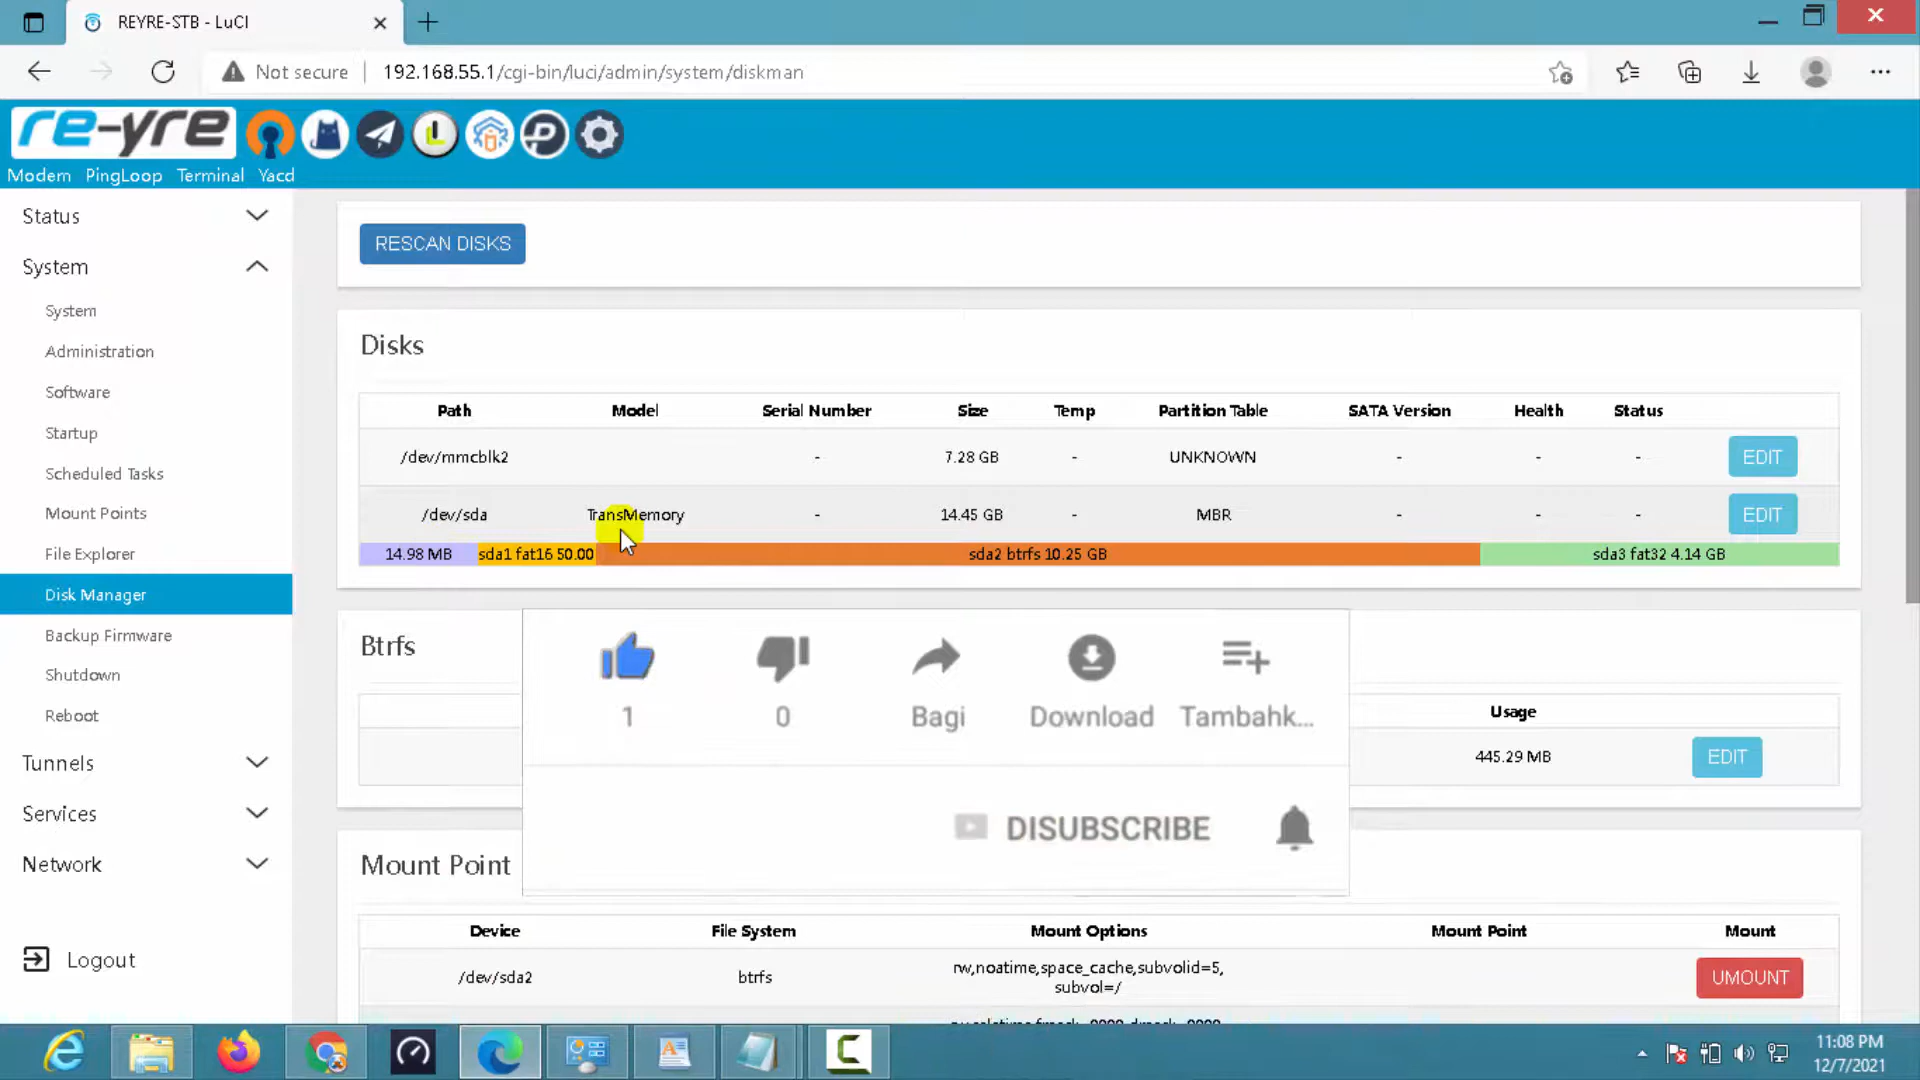 REYRE-STB - LuCI
Not secure
192.168.55.1/cgi-bin/luci/admin/system/diskman
re-yre
Modem PingLoop Terminal Yacd
Status
System
System
Administration
Software
Startup
Scheduled Tasks
Mount Points
File Explorer
Disk Manager
Backup Firmware
Shutdown
Reboot
Tunnels
Services
Network
Logout
RESCAN DISKS
Disks
Path Model Serial Number Size Temp Partition Table SATA Version Health Status
/dev/mmcblk2 - 7.28 GB - UNKNOWN - - - EDIT
/dev/sda TransMemory - 14.45 GB - MBR - - - EDIT
14.98 MB sda1 fat16 50.00 sda2 btrfs 10.25 GB sda3 fat32 4.14 GB
Btrfs
Usage
445.29 MB EDIT
1 0 Bagi Download Tambahk...
DISUBSCRIBE
Mount Point
Device File System Mount Options Mount Point Mount
/dev/sda2 btrfs rw,noatime,space_cache,subvolid=5,
subvol=/ UMOUNT
11:08 PM
12/7/2021